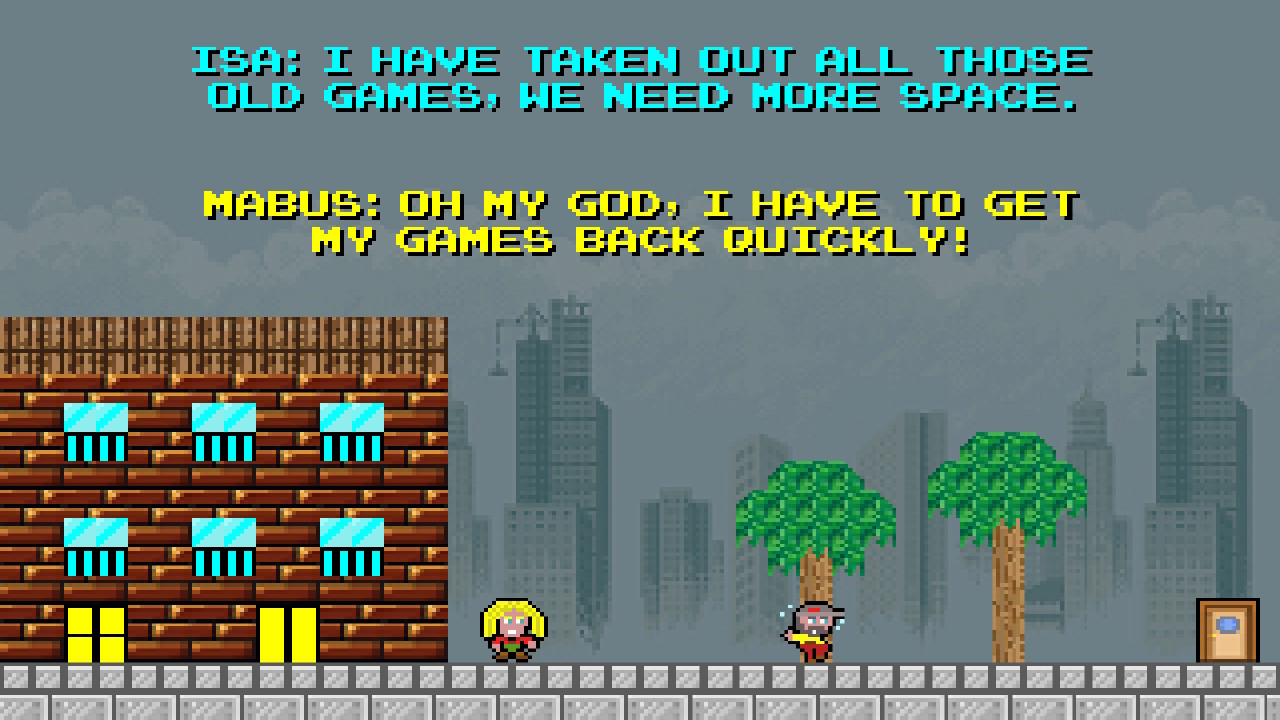 ISA: I HAVE TAKEN OUT ALL THOSE
OLD GAMES, WE NEED MORE SPACE.
MABUS: OH MY GOD, I HAVE TO GET
MY GAMES BACK QUICKLY!